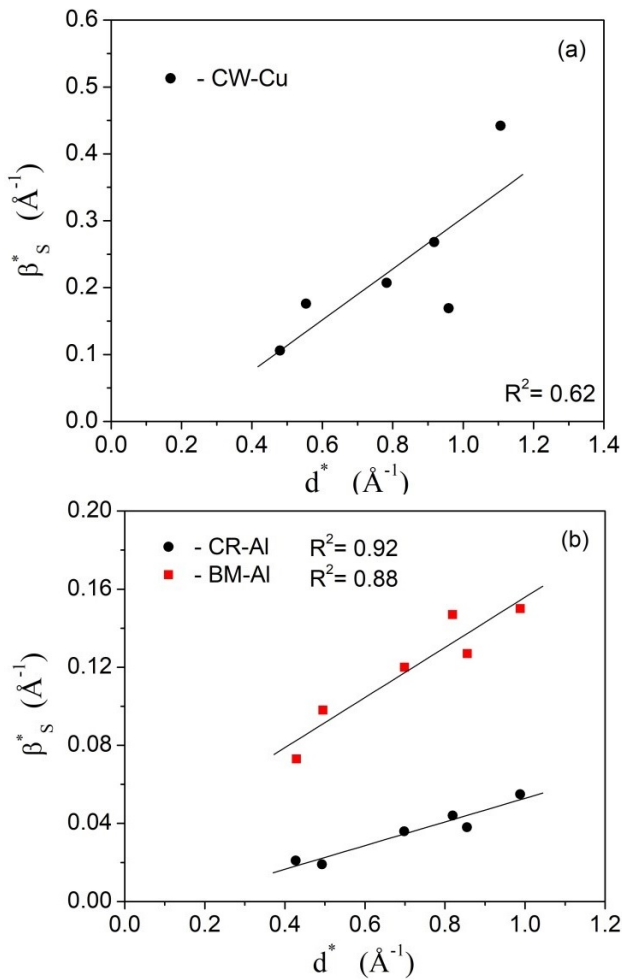 0.6
0.5
0.4
0.3
0.2
0.1
0.0
β*S (Å-1)
(a)
- CW-Cu
R2= 0.62
0.0 0.2 0.4 0.6 0.8 1.0 1.2 1.4
d* (Å-1)
0.20
0.16
0.12
0.08
0.04
0.00
β*S (Å-1)
(b)
- CR-Al R2= 0.92
- BM-Al R2= 0.88
0.0 0.2 0.4 0.6 0.8 1.0 1.2
d* (Å-1)